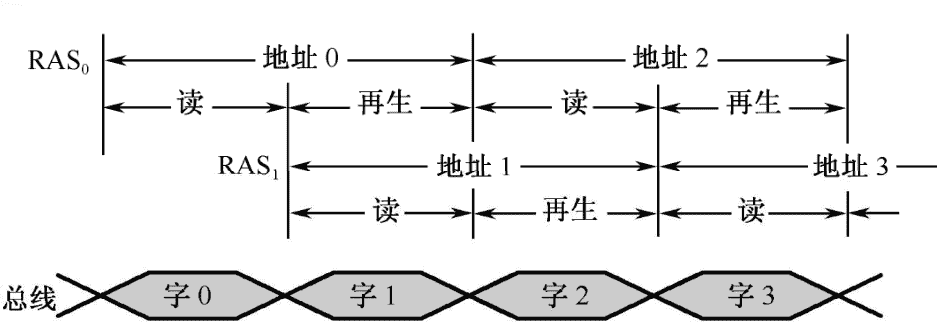 RAS₀ 地址 0 地址 2
读 再生 读 再生
RAS₁ 地址 1 地址 3
读 再生 读
总线 字 0 字 1 字 2 字 3